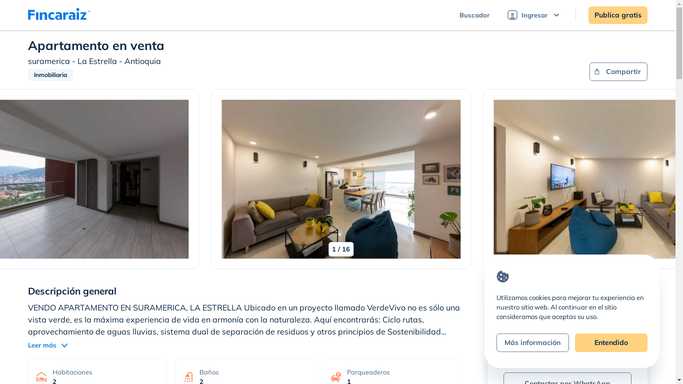 Fincaraiz
Buscador
Ingresar
Publica gratis
Apartamento en venta
suramerica - La Estrella - Antioquia
Inmobiliaria
Compartir
1 / 16
Descripción general
VENDO APARTAMENTO EN SURAMERICA, LA ESTRELLA Ubicado en un proyecto llamado VerdeVivo no es sólo una
vista verde, es la máxima experiencia de vida en armonía con la naturaleza. Aquí encontrarás: Ciclo rutas,
aprovechamiento de aguas lluvias, sistema dual de separación de residuos y otros principios de Sostenibilidad...
Leer más
Habitaciones
2
Baños
2
Parqueaderos
1
Utilizamos cookies para mejorar tu experiencia en
nuestro sitio web. Al continuar en el sitio
consideramos que aceptas su uso.
Más información
Entendido
Contactar por WhatsApp